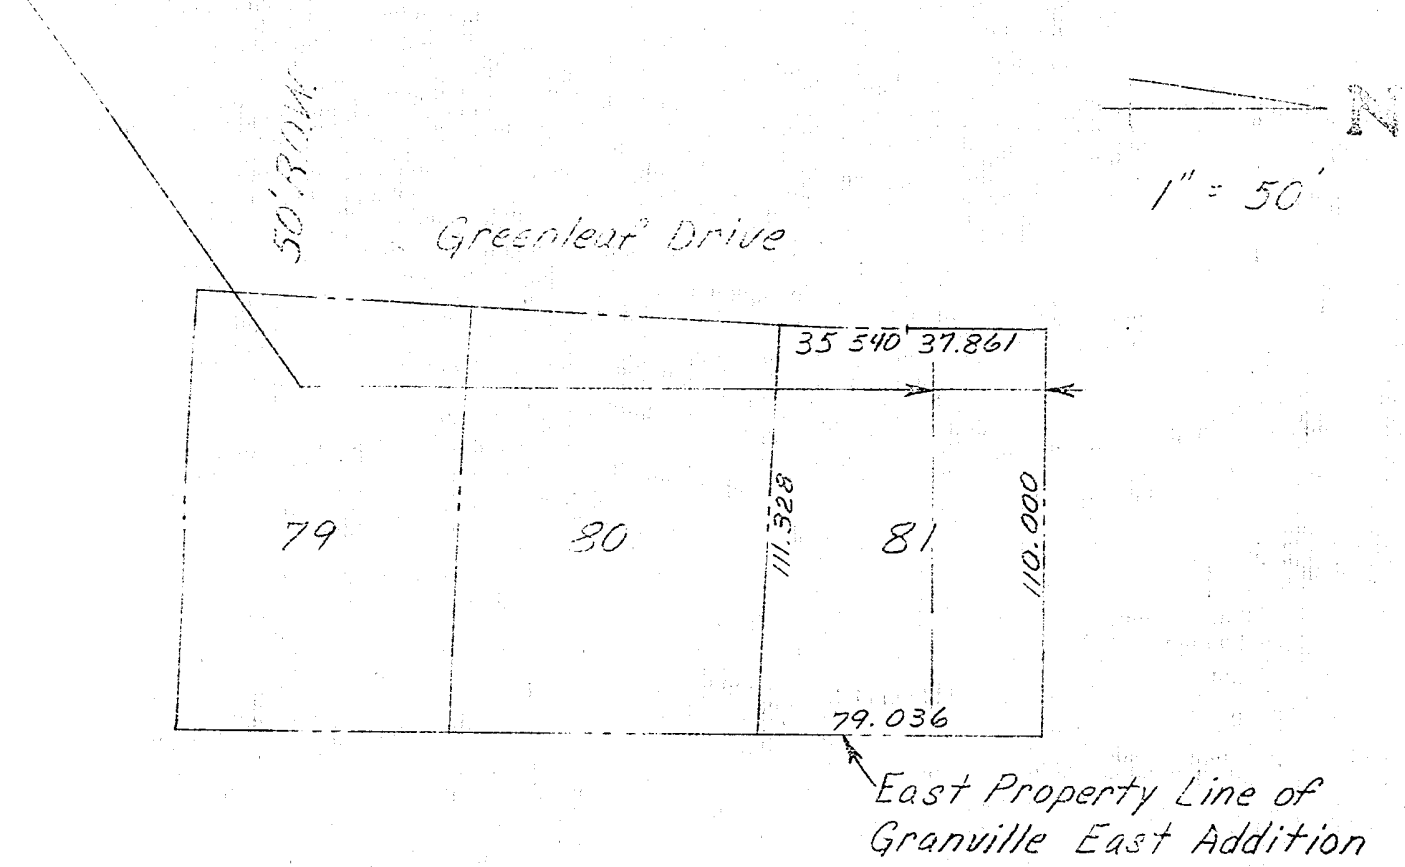 N
1" = 50'
50' R.O.W.
Greenleaf Drive
35 540' 37.861
79
80
111.328
81
110.000
79.036
East Property Line of
Granville East Addition